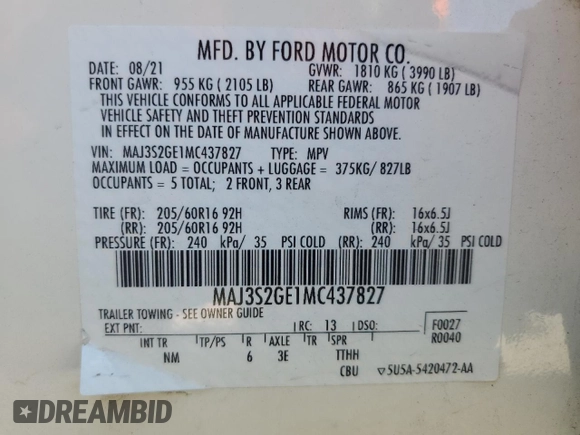 MFD. BY FORD MOTOR CO.
DATE: 08/21 GVWR: 1810 KG ( 3990 LB)
FRONT GAWR: 955 KG ( 2105 LB) REAR GAWR: 865 KG ( 1907 LB)
THIS VEHICLE CONFORMS TO ALL APPLICABLE FEDERAL MOTOR
VEHICLE SAFETY AND THEFT PREVENTION STANDARDS
IN EFFECT ON THE DATE OF MANUFACTURE SHOWN ABOVE.
VIN: MAJ3S2GE1MC437827 TYPE: MPV
MAXIMUM LOAD = OCCUPANTS + LUGGAGE = 375KG/ 827LB
OCCUPANTS = 5 TOTAL; 2 FRONT, 3 REAR
TIRE (FR): 205/60R16 92H RIMS (FR): 16x6.5J
(RR): 205/60R16 92H (RR): 16x6.5J
PRESSURE (FR): 240 kPa/ 35 PSI COLD (RR): 240 kPa/ 35 PSI COLD
MAJ3S2GE1MC437827
TRAILER TOWING - SEE OWNER GUIDE
EXT PNT: RC: 13 DSO: F0027
R0040
INT TR TP/PS R AXLE TR SPR
NM 6 3E TTHH
CBU ▽5U5A-5420472-AA
DREAMBID